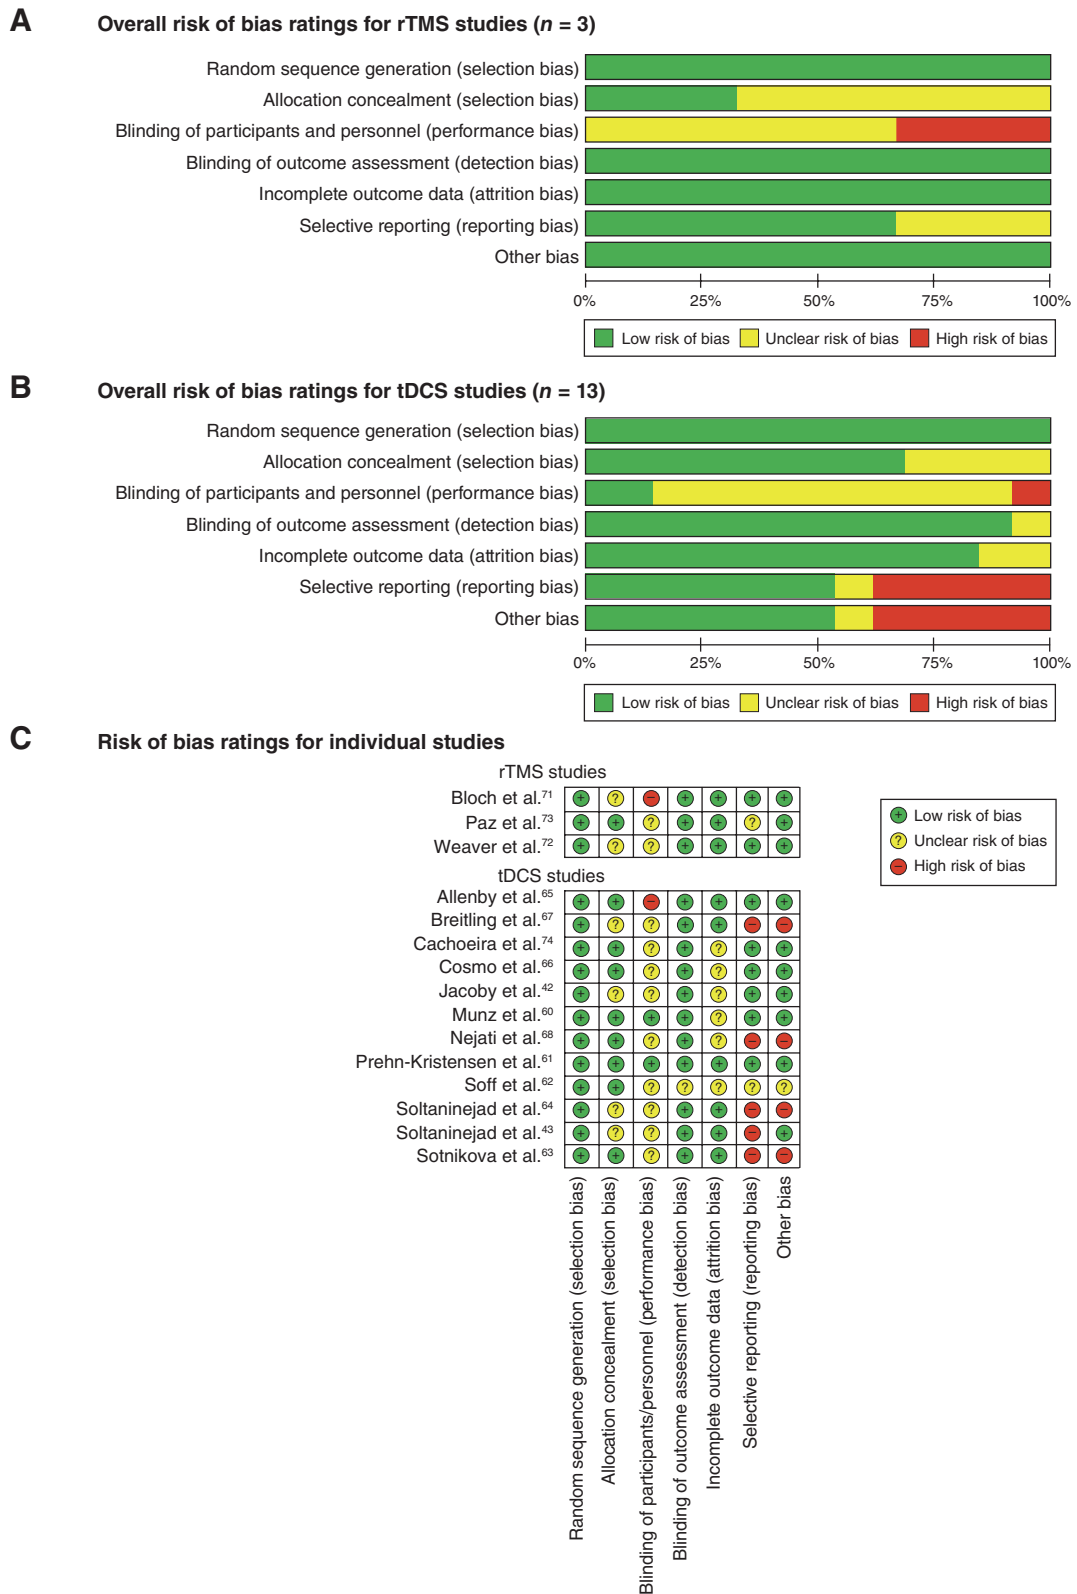 A
Overall risk of bias ratings for rTMS studies (n = 3)
Random sequence generation (selection bias)
Allocation concealment (selection bias)
Blinding of participants and personnel (performance bias)
Blinding of outcome assessment (detection bias)
Incomplete outcome data (attrition bias)
Selective reporting (reporting bias)
Other bias
0% 25% 50% 75% 100%
Low risk of bias Unclear risk of bias High risk of bias
B
Overall risk of bias ratings for tDCS studies (n = 13)
Random sequence generation (selection bias)
Allocation concealment (selection bias)
Blinding of participants and personnel (performance bias)
Blinding of outcome assessment (detection bias)
Incomplete outcome data (attrition bias)
Selective reporting (reporting bias)
Other bias
0% 25% 50% 75% 100%
Low risk of bias Unclear risk of bias High risk of bias
C
Risk of bias ratings for individual studies
rTMS studies
Bloch et al.71 + ? – + + + +
Paz et al.73 + + ? + + ? +
Weaver et al.72 + ? ? + + + +
tDCS studies
Allenby et al.65 + + – + + + +
Breitling et al.67 + ? ? + + – –
Cachoeira et al.74 + + ? + ? + +
Cosmo et al.66 + + ? + ? + +
Jacoby et al.42 + ? ? + ? + +
Munz et al.60 + + + + ? + +
Nejati et al.68 + + ? + ? – –
Prehn-Kristensen et al.61 + + + + + + +
Soff et al.62 + + ? ? ? ? ?
Soltaninejad et al.64 + ? ? + + – –
Soltaninejad et al.43 + ? ? + + – +
Sotnikova et al.63 + + ? + + – –
+ Low risk of bias
? Unclear risk of bias
– High risk of bias
Random sequence generation (selection bias)
Allocation concealment (selection bias)
Blinding of participants/personnel (performance bias)
Blinding of outcome assessment (detection bias)
Incomplete outcome data (attrition bias)
Selective reporting (reporting bias)
Other bias